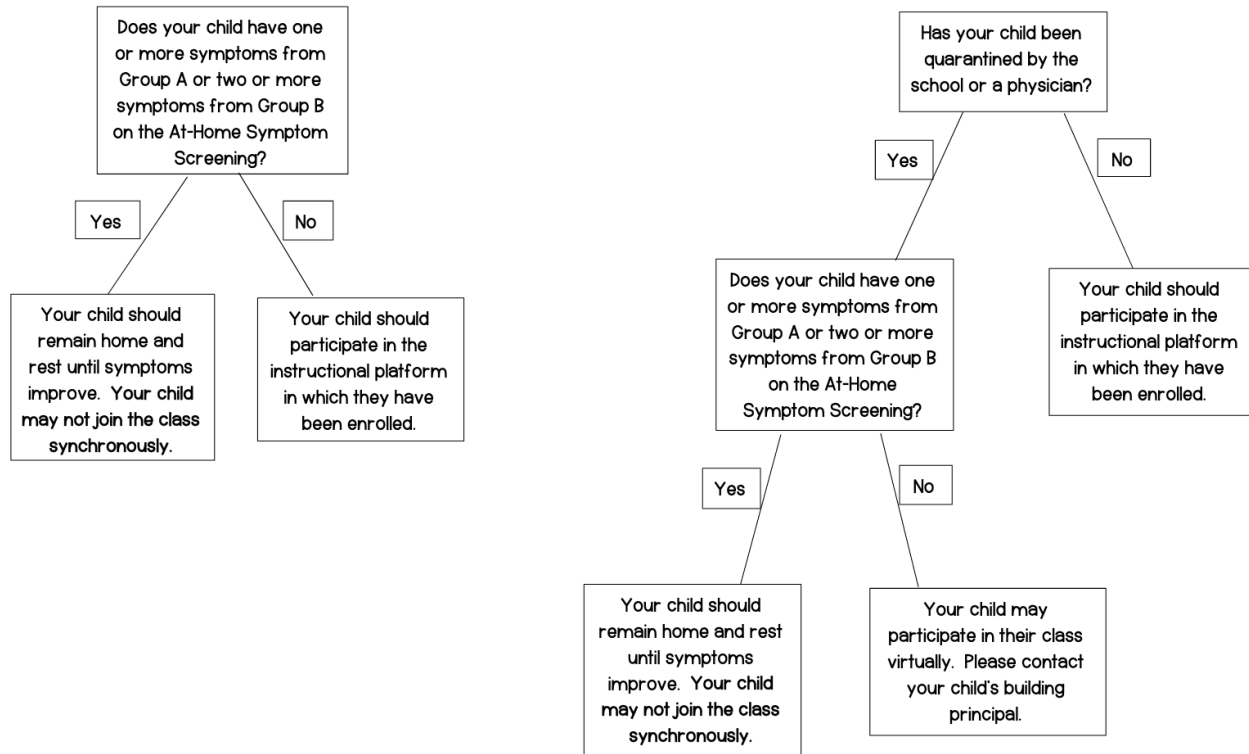 Does your child have one
or more symptoms from
Group A or two or more
symptoms from Group B
on the At-Home Symptom
Screening?
Yes
No
Your child should
remain home and
rest until symptoms
improve. Your child
may not join the class
synchronously.
Your child should
participate in the
instructional platform
in which they have
been enrolled.
Has your child been
quarantined by the
school or a physician?
Yes
No
Does your child have one
or more symptoms from
Group A or two or more
symptoms from Group B
on the At-Home
Symptom Screening?
Your child should
participate in the
instructional platform
in which they have
been enrolled.
Yes
No
Your child should
remain home and rest
until symptoms
improve. Your child
may not join the class
synchronously.
Your child may
participate in their class
virtually. Please contact
your child's building
principal.